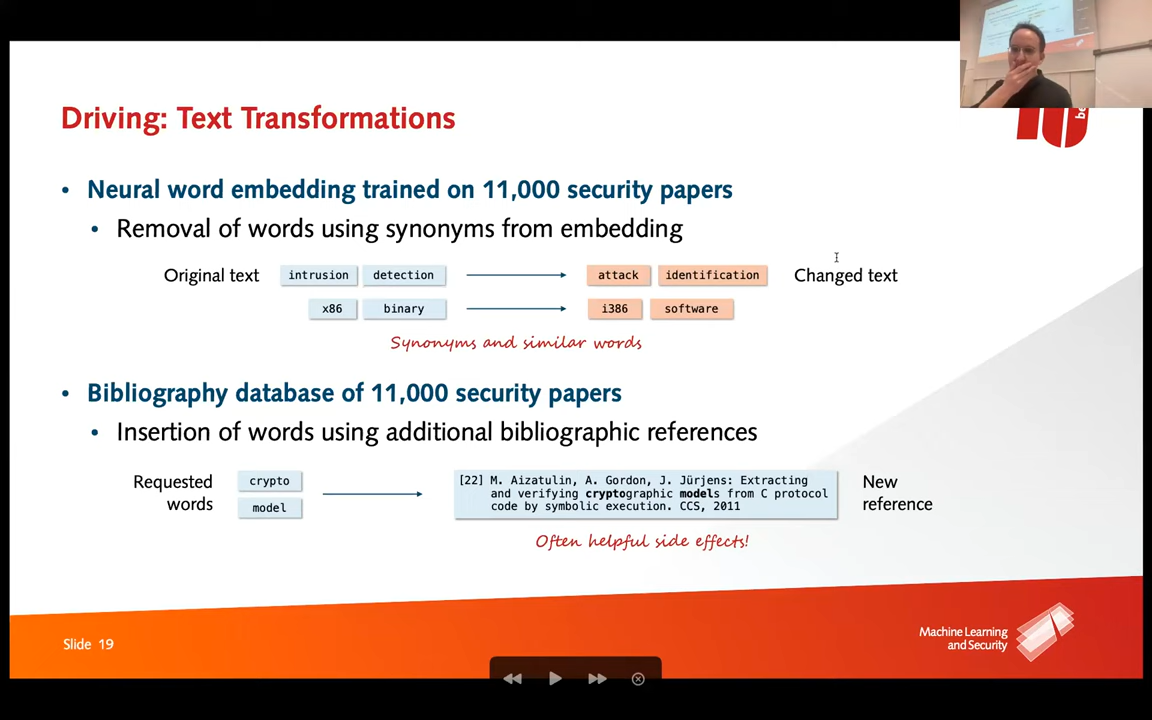 Driving: Text Transformations
• Neural word embedding trained on 11,000 security papers
• Removal of words using synonyms from embedding
Original text intrusion detection attack identification Changed text
x86 binary i386 software
Synonyms and similar words
• Bibliography database of 11,000 security papers
• Insertion of words using additional bibliographic references
Requested words
crypto
model
[22] M. Aizatulin, A. Gordon, J. Jürjens: Extracting
and verifying cryptographic models from C protocol
code by symbolic execution. CCS, 2011
New
reference
Often helpful side effects!
Slide 19
Machine Learning
and Security